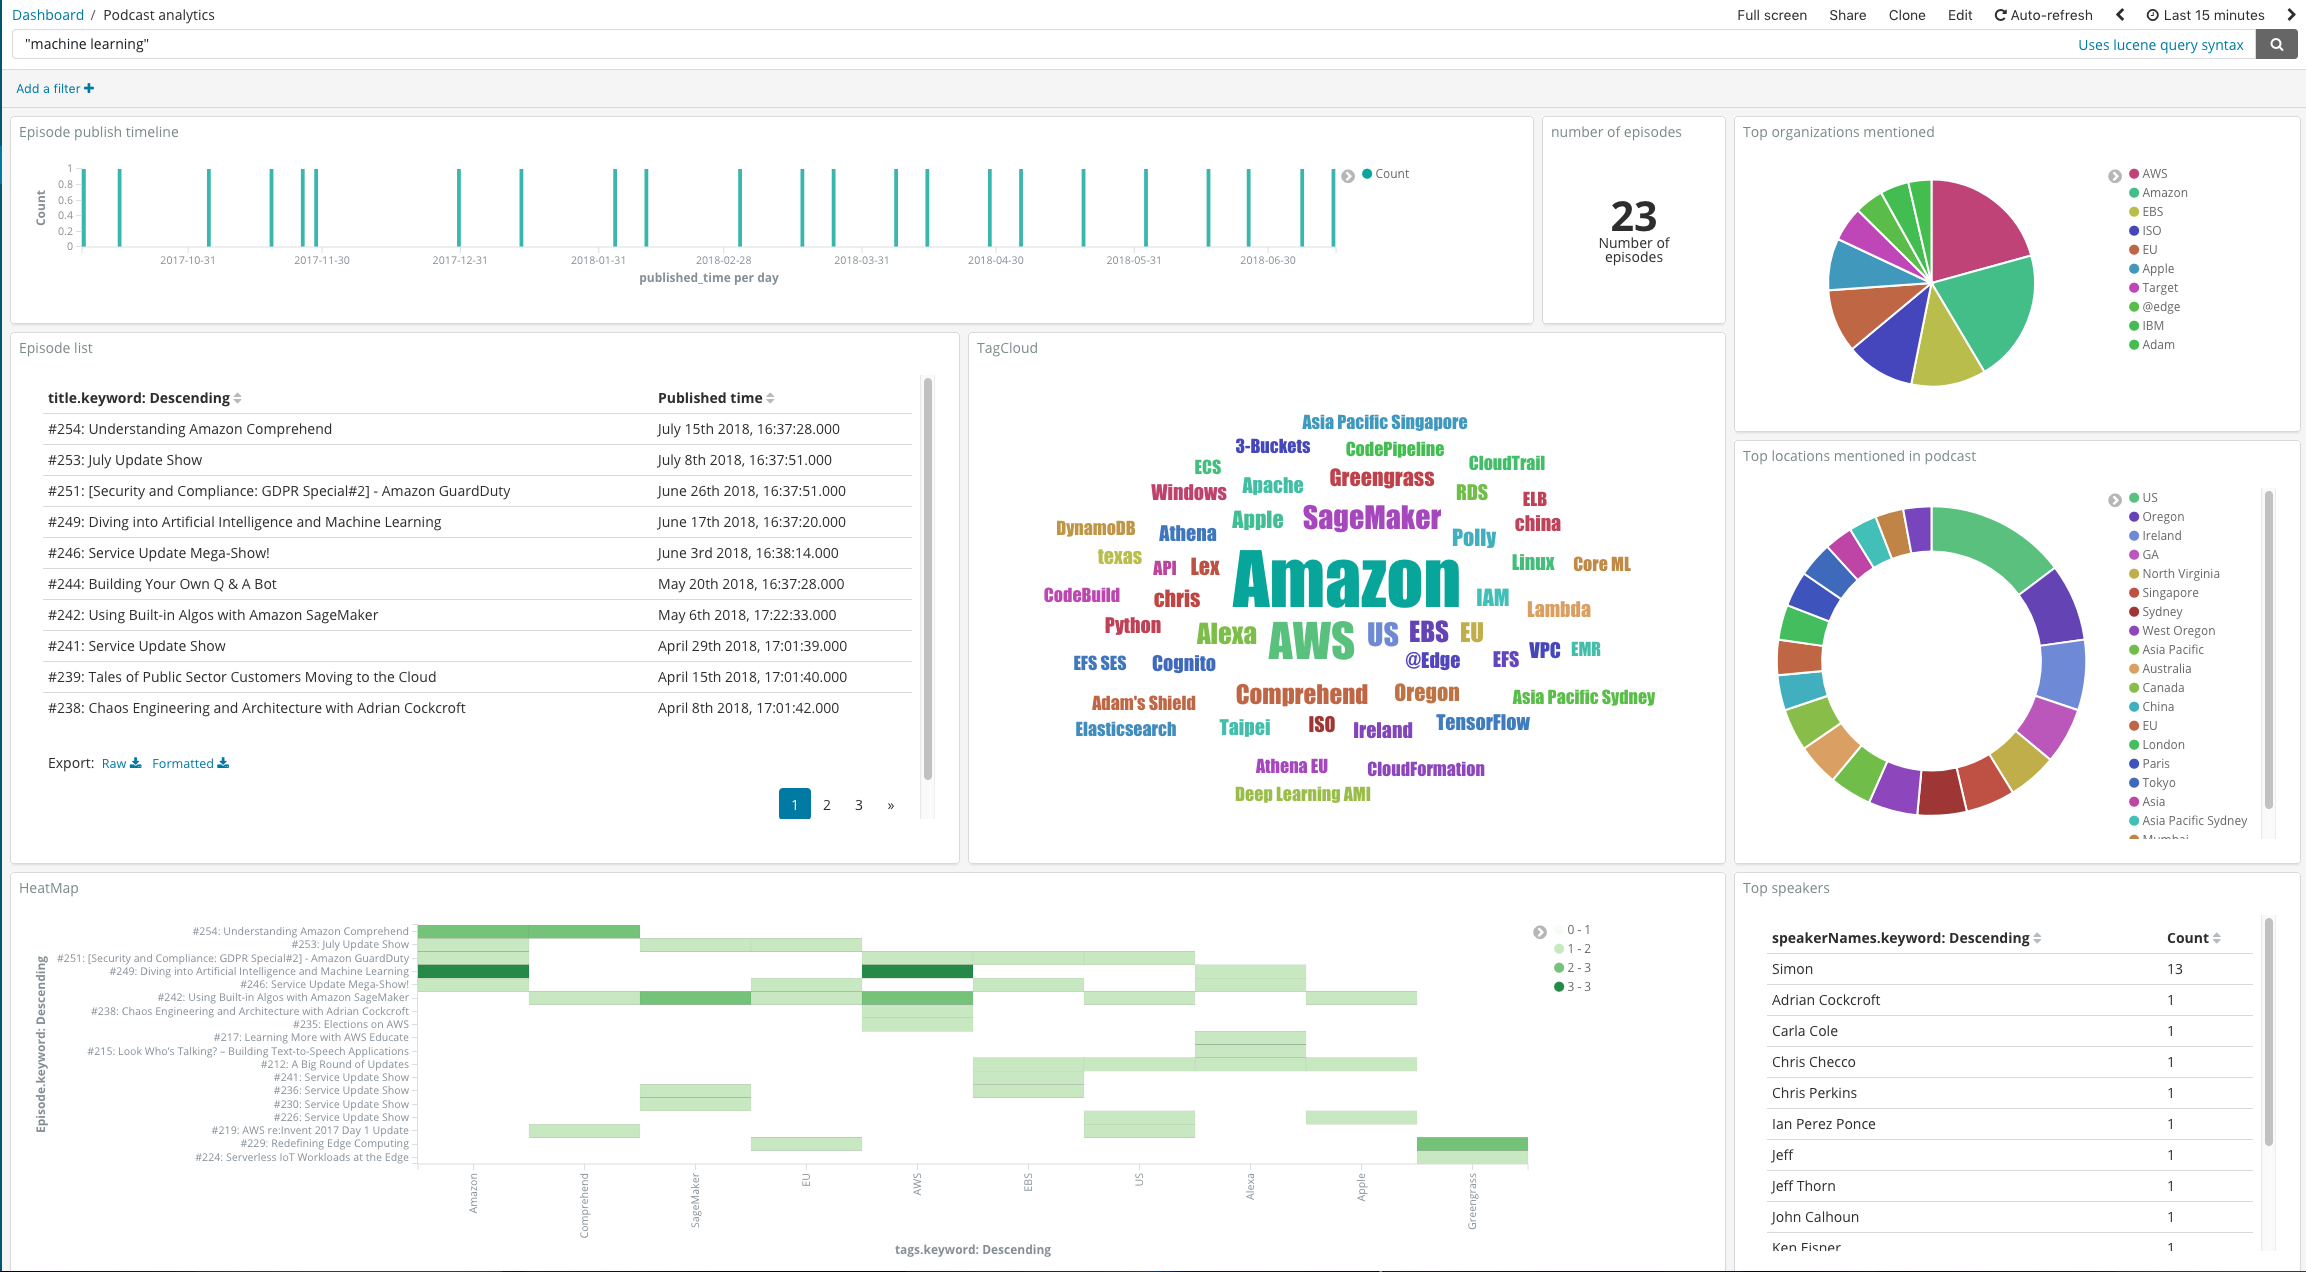 Dashboard / Podcast analytics
Full screen Share Clone Edit Auto-refresh Last 15 minutes
"machine learning"
Uses lucene query syntax
Add a filter
Episode publish timeline
Count
1
0.8
0.6
0.4
0.2
0
2017-10-31 2017-11-30 2017-12-31 2018-01-31 2018-02-28 2018-03-31 2018-04-30 2018-05-31 2018-06-30
published_time per day
Count
number of episodes
23
Number of
episodes
Top organizations mentioned
AWS
Amazon
EBS
ISO
EU
Apple
Target
@edge
IBM
Adam
Episode list
title.keyword: Descending Published time
#254: Understanding Amazon Comprehend July 15th 2018, 16:37:28.000
#253: July Update Show July 8th 2018, 16:37:51.000
#251: [Security and Compliance: GDPR Special#2] - Amazon GuardDuty June 26th 2018, 16:37:51.000
#249: Diving into Artificial Intelligence and Machine Learning June 17th 2018, 16:37:20.000
#246: Service Update Mega-Show! June 3rd 2018, 16:38:14.000
#244: Building Your Own Q & A Bot May 20th 2018, 16:37:28.000
#242: Using Built-in Algos with Amazon SageMaker May 6th 2018, 17:22:33.000
#241: Service Update Show April 29th 2018, 17:01:39.000
#239: Tales of Public Sector Customers Moving to the Cloud April 15th 2018, 17:01:40.000
#238: Chaos Engineering and Architecture with Adrian Cockcroft April 8th 2018, 17:01:42.000
Export: Raw Formatted
1 2 3 »
TagCloud
Asia Pacific Singapore
3-Buckets CodePipeline
ECS CloudTrail
Windows Apache Greengrass RDS ELB
DynamoDB Athena Apple SageMaker Polly china
texas API Lex Amazon Linux Core ML
CodeBuild chris IAM Lambda
Python Alexa AWS US EBS EU
EFS SES Cognito @Edge EFS VPC EMR
Adam's Shield Comprehend Oregon Asia Pacific Sydney
Elasticsearch Taipei ISO Ireland TensorFlow
Athena EU CloudFormation
Deep Learning AMI
Top locations mentioned in podcast
US
Oregon
Ireland
GA
North Virginia
Singapore
Sydney
West Oregon
Asia Pacific
Australia
Canada
China
EU
London
Paris
Tokyo
Asia
Asia Pacific Sydney
Mumbai
HeatMap
Episode.keyword: Descending
#254: Understanding Amazon Comprehend
#253: July Update Show
#251: [Security and Compliance: GDPR Special#2] - Amazon GuardDuty
#249: Diving into Artificial Intelligence and Machine Learning
#246: Service Update Mega-Show!
#242: Using Built-in Algos with Amazon SageMaker
#238: Chaos Engineering and Architecture with Adrian Cockcroft
#235: Elections on AWS
#217: Learning More with AWS Educate
#215: Look Who's Talking? – Building Text-to-Speech Applications
#212: A Big Round of Updates
#241: Service Update Show
#236: Service Update Show
#230: Service Update Show
#226: Service Update Show
#219: AWS re:Invent 2017 Day 1 Update
#229: Redefining Edge Computing
#224: Serverless IoT Workloads at the Edge
Amazon Comprehend SageMaker EU AWS EBS US Alexa Apple Greengrass
tags.keyword: Descending
0 - 1
1 - 2
2 - 3
3 - 3
Top speakers
speakerNames.keyword: Descending Count
Simon 13
Adrian Cockcroft 1
Carla Cole 1
Chris Checco 1
Chris Perkins 1
Ian Perez Ponce 1
Jeff 1
Jeff Thorn 1
John Calhoun 1
Ken Eisner 1